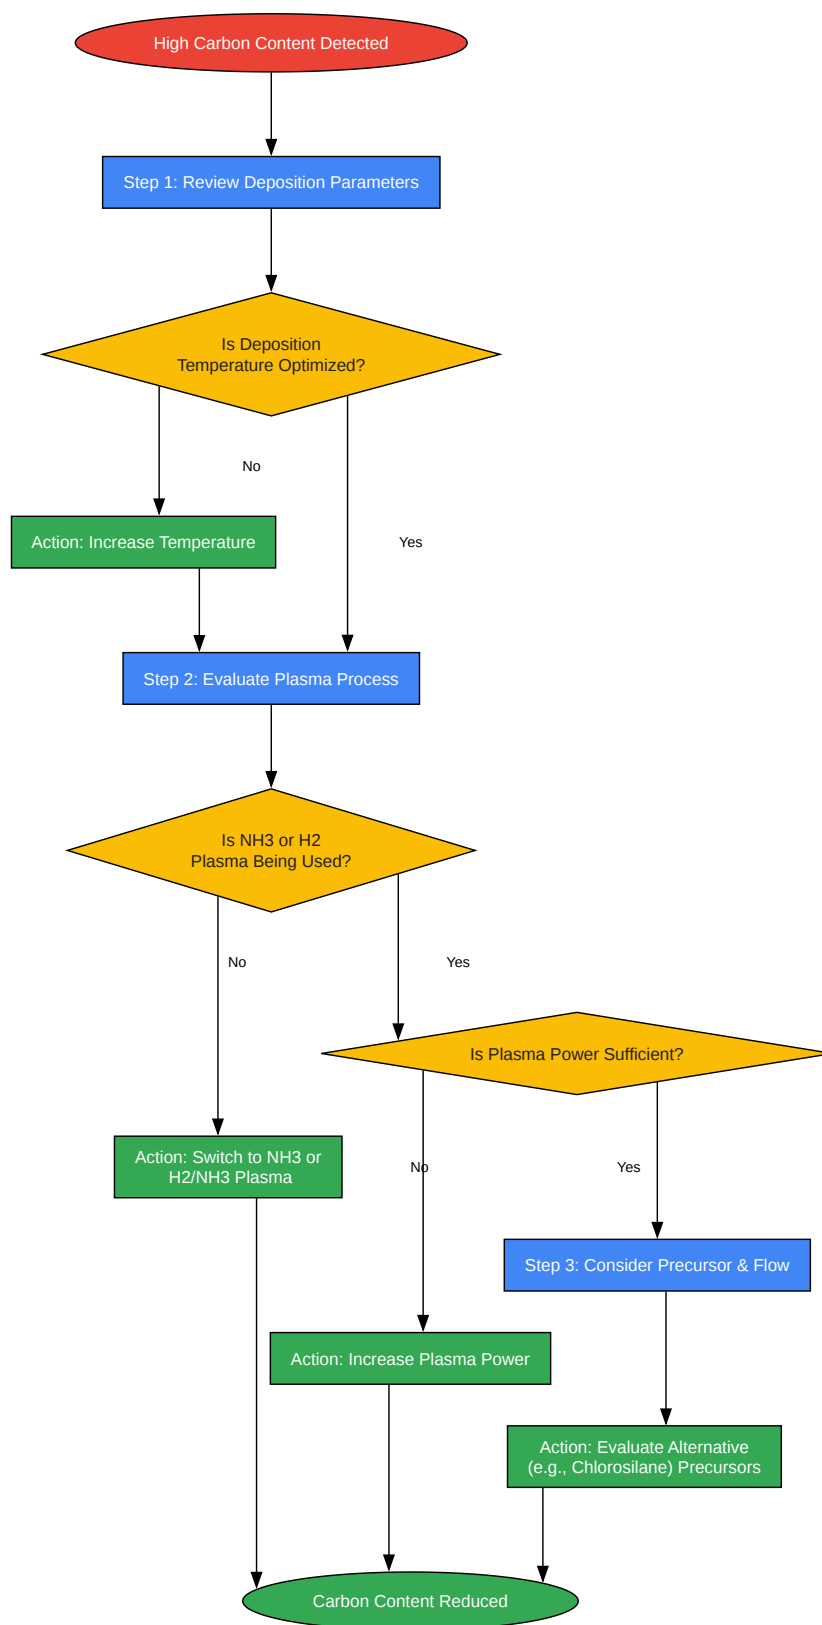 High Carbon Content Detected
Step 1: Review Deposition Parameters
Is Deposition
Temperature Optimized?
No
Action: Increase Temperature
Yes
Step 2: Evaluate Plasma Process
Is NH3 or H2
Plasma Being Used?
No
Yes
Is Plasma Power Sufficient?
Action: Switch to NH3 or
H2/NH3 Plasma
No
Yes
Step 3: Consider Precursor & Flow
Action: Increase Plasma Power
Action: Evaluate Alternative
(e.g., Chlorosilane) Precursors
Carbon Content Reduced